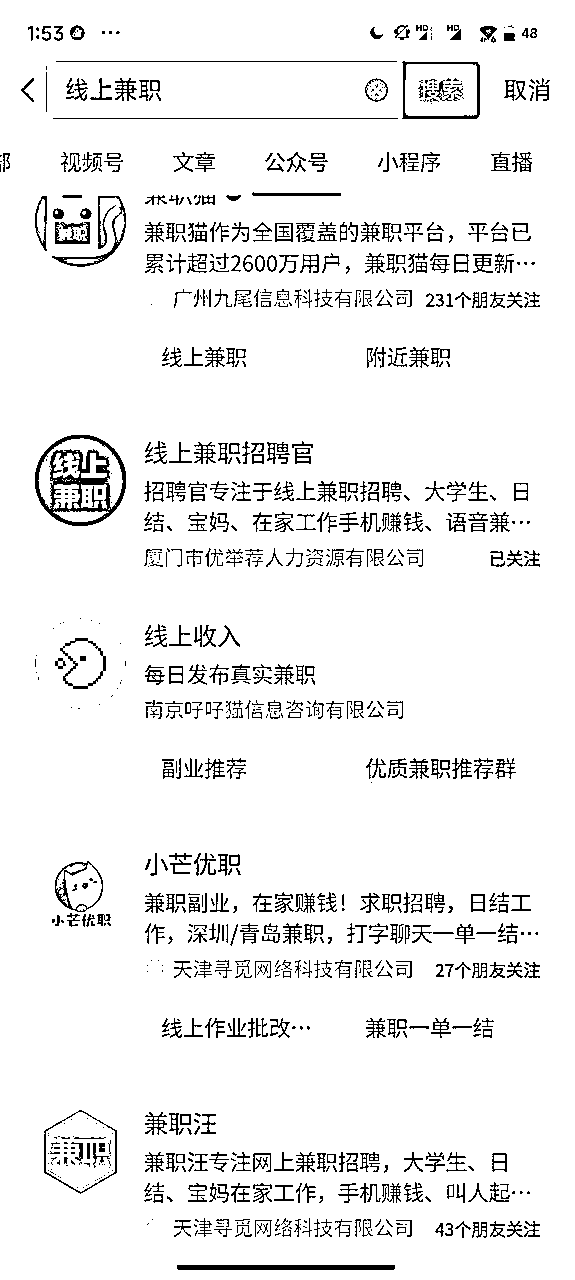 1:53 ··· HD HD 48
线上兼职 搜索 取消
部 视频号 文章 公众号 小程序 直播
兼职猫
兼职
兼职猫作为全国覆盖的兼职平台，平台已
累计超过2600万用户，兼职猫每日更新…
广州九尾信息科技有限公司 231个朋友关注
线上兼职 附近兼职
线上
兼职
线上兼职招聘官
招聘官专注于线上兼职招聘、大学生、日
结、宝妈、在家工作手机赚钱、语音兼…
厦门市优举荐人力资源有限公司 已关注
线上收入
每日发布真实兼职
南京吁吁猫信息咨询有限公司
副业推荐 优质兼职推荐群
小芒优职
小芒优职
兼职副业，在家赚钱！求职招聘，日结工
作，深圳/青岛兼职，打字聊天一单一结…
天津寻觅网络科技有限公司 27个朋友关注
线上作业批改… 兼职一单一结
兼职
兼职汪
兼职汪专注网上兼职招聘，大学生、日
结、宝妈在家工作，手机赚钱、叫人起…
天津寻觅网络科技有限公司 43个朋友关注